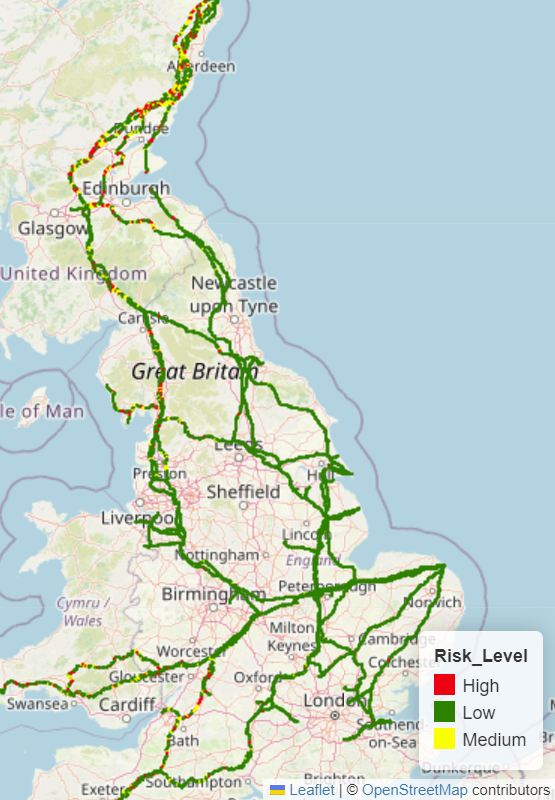 Aberdeen
Dundee
Edinburgh
Glasgow
United Kingdom
Newcastle
upon Tyne
Carlisle
Great Britain
le of Man
Leeds
Preston
Hull
Sheffield
Liverpool
Lincoln
Nottingham
England
Peterborough
Birmingham
Norwich
Cymru /
Wales
Milton
Keynes
Cambridge
Worcester
Colchester
Gloucester
Oxford
Swansea
Cardiff
London
Southend-
on-Sea
Bath
Dunkerque
Exeter
Southampton
Brighton
Risk_Level
High
Low
Medium
Leaflet | © OpenStreetMap contributors